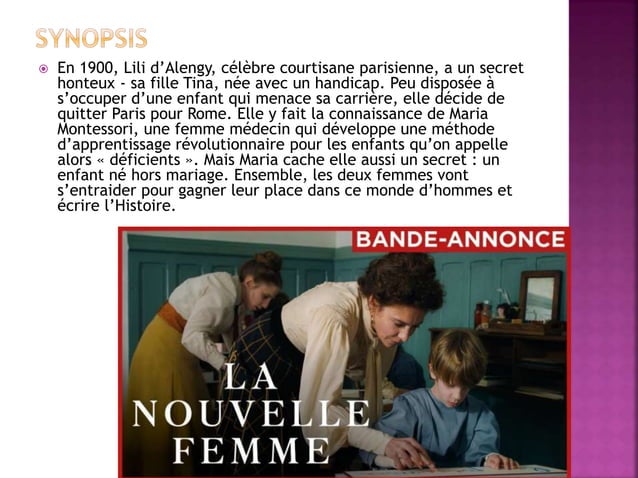 SYNOPSIS
En 1900, Lili d’Alengy, célèbre courtisane parisienne, a un secret
honteux - sa fille Tina, née avec un handicap. Peu disposée à
s’occuper d’une enfant qui menace sa carrière, elle décide de
quitter Paris pour Rome. Elle y fait la connaissance de Maria
Montessori, une femme médecin qui développe une méthode
d’apprentissage révolutionnaire pour les enfants qu’on appelle
alors « déficients ». Mais Maria cache elle aussi un secret : un
enfant né hors mariage. Ensemble, les deux femmes vont
s’entraider pour gagner leur place dans ce monde d’hommes et
écrire l’Histoire.
BANDE-ANNONCE
LA
NOUVELLE
FEMME